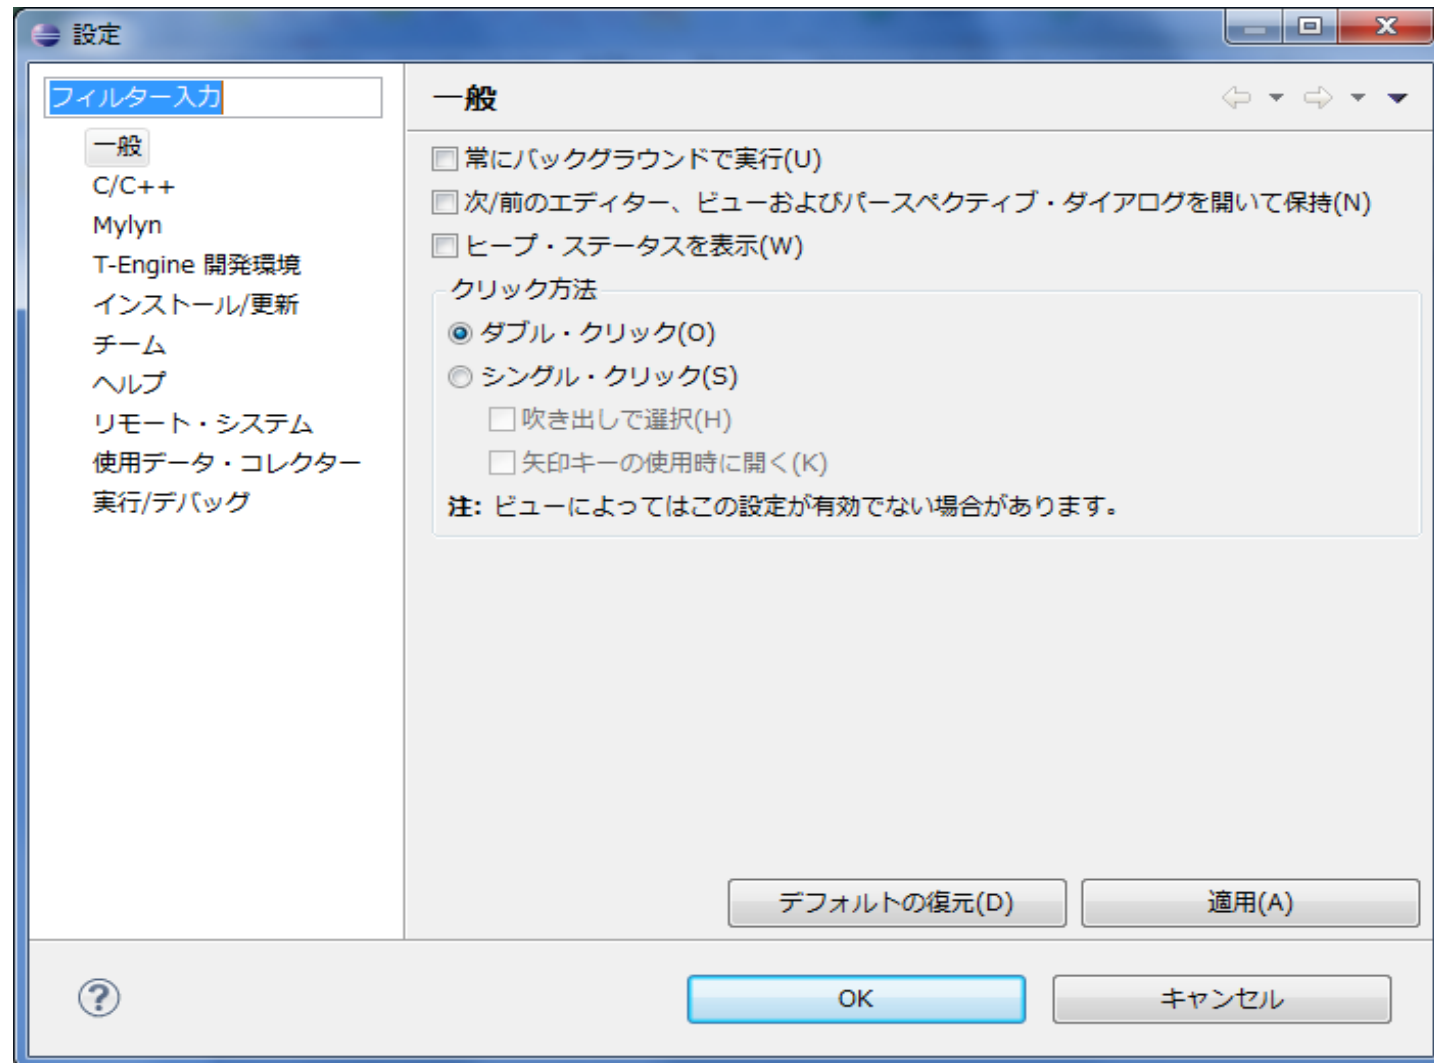 設定
フィルター入力
一般
C/C++
Mylyn
T-Engine 開発環境
インストール/更新
チーム
ヘルプ
リモート・システム
使用データ・コレクター
実行/デバッグ
一般
常にバックグラウンドで実行(U)
次/前のエディター、ビューおよびパースペクティブ・ダイアログを開いて保持(N)
ヒープ・ステータスを表示(W)
クリック方法
ダブル・クリック(O)
シングル・クリック(S)
吹き出しで選択(H)
矢印キーの使用時に開く(K)
注: ビューによってはこの設定が有効でない場合があります。
デフォルトの復元(D)
適用(A)
OK
キャンセル